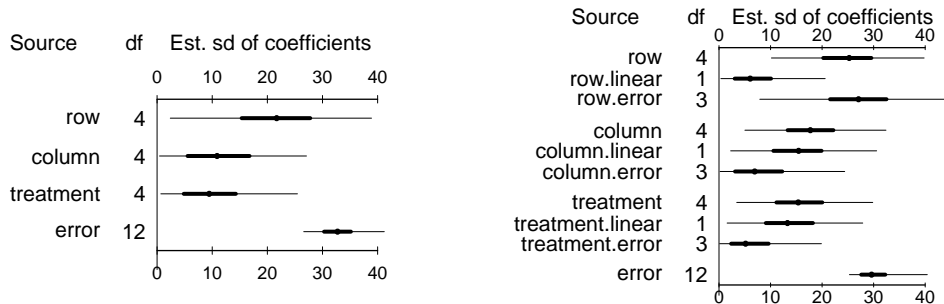 Source df Est. sd of coefficients
0 10 20 30 40
row 4
column 4
treatment 4
error 12
0 10 20 30 40
Source df Est. sd of coefficients
0 10 20 30 40
row 4
row.linear 1
row.error 3
column 4
column.linear 1
column.error 3
treatment 4
treatment.linear 1
treatment.error 3
error 12
0 10 20 30 40